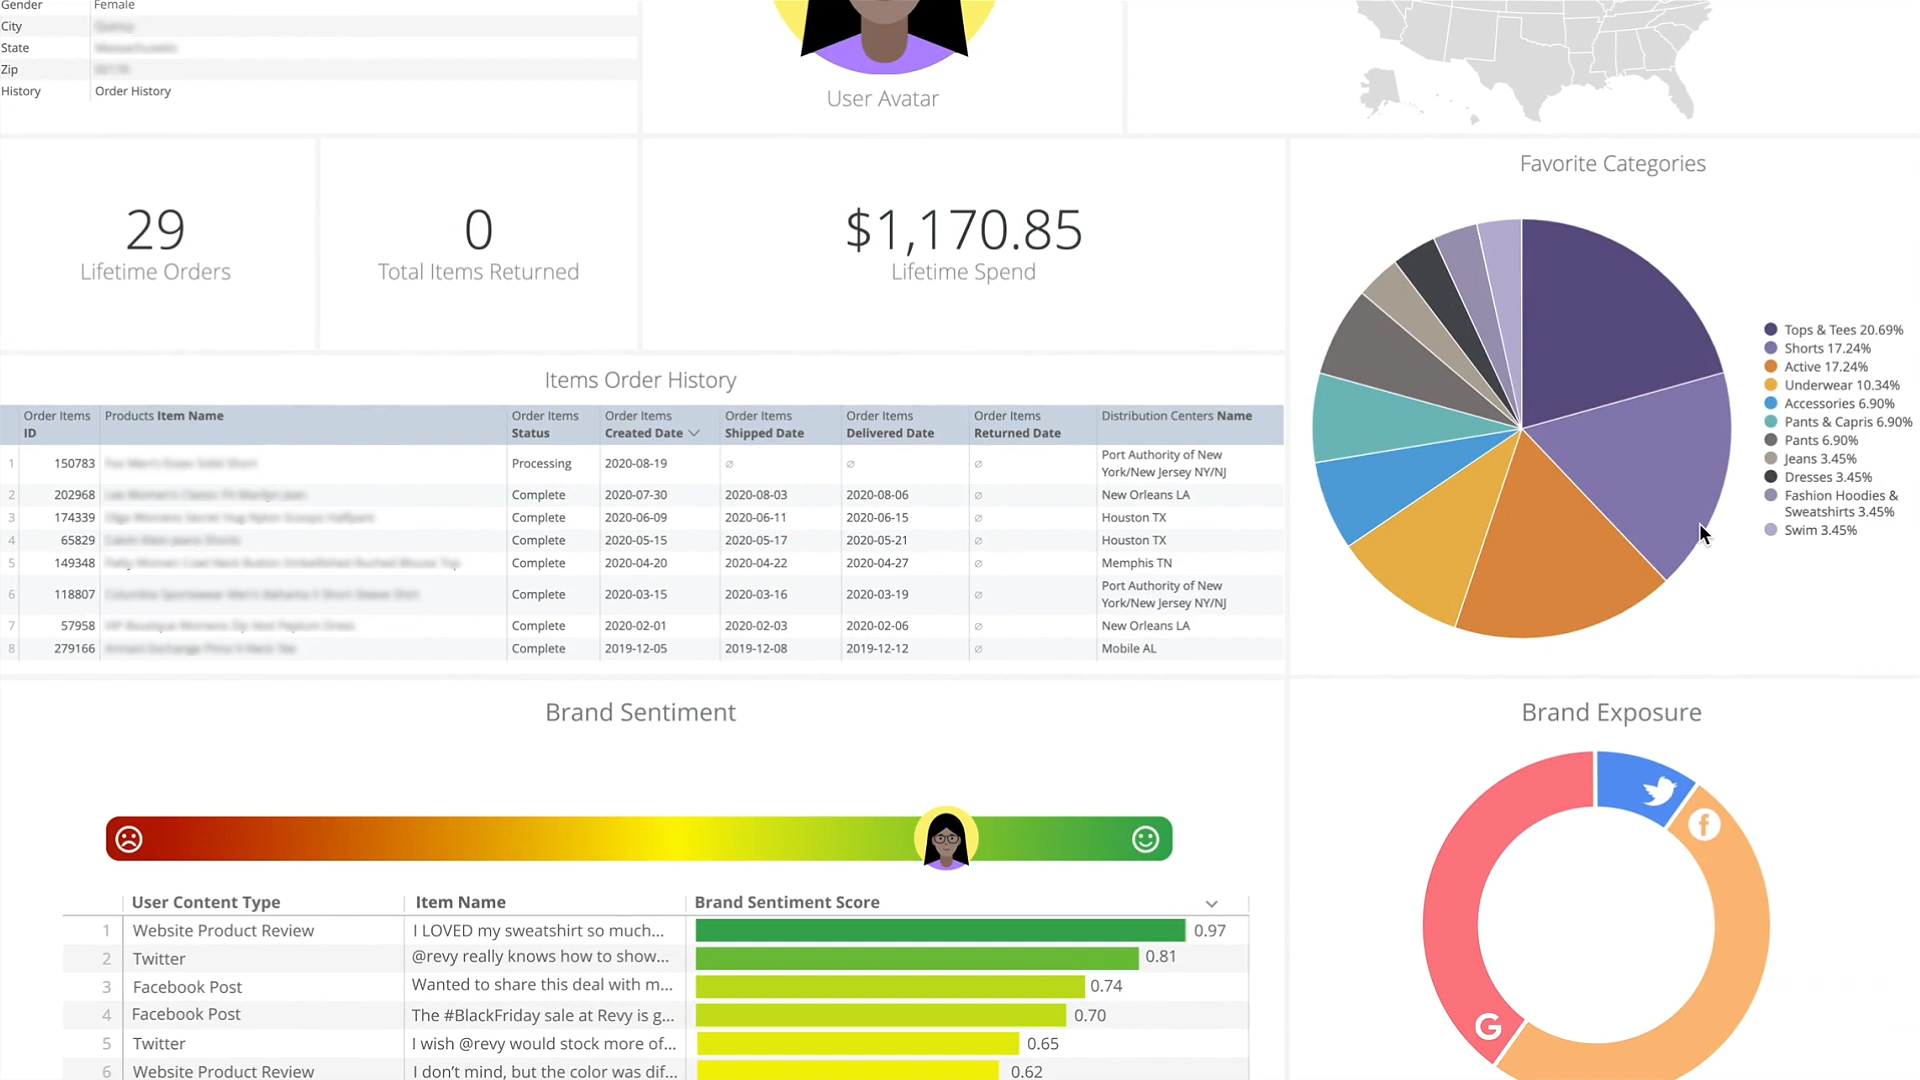 Gender Female
City
State
Zip
History Order History
User Avatar
29
Lifetime Orders
0
Total Items Returned
$1,170.85
Lifetime Spend
Favorite Categories
Tops & Tees 20.69%
Shorts 17.24%
Active 17.24%
Underwear 10.34%
Accessories 6.90%
Pants & Capris 6.90%
Pants 6.90%
Jeans 3.45%
Dresses 3.45%
Fashion Hoodies &
Sweatshirts 3.45%
Swim 3.45%
Items Order History
Order Items ID Products Item Name Order Items Status Order Items Created Date Order Items Shipped Date Order Items Delivered Date Order Items Returned Date Distribution Centers Name
1 150783 Processing 2020-08-19 ∅ ∅ ∅ Port Authority of New York/New Jersey NY/NJ
2 202968 Complete 2020-07-30 2020-08-03 2020-08-06 ∅ New Orleans LA
3 174339 Complete 2020-06-09 2020-06-11 2020-06-15 ∅ Houston TX
4 65829 Complete 2020-05-15 2020-05-17 2020-05-21 ∅ Houston TX
5 149348 Complete 2020-04-20 2020-04-22 2020-04-27 ∅ Memphis TN
6 118807 Complete 2020-03-15 2020-03-16 2020-03-19 ∅ Port Authority of New York/New Jersey NY/NJ
7 57958 Complete 2020-02-01 2020-02-03 2020-02-06 ∅ New Orleans LA
8 279166 Complete 2019-12-05 2019-12-08 2019-12-12 ∅ Mobile AL
Brand Sentiment
User Content Type Item Name Brand Sentiment Score
1 Website Product Review I LOVED my sweatshirt so much... 0.97
2 Twitter @revy really knows how to show... 0.81
3 Facebook Post Wanted to share this deal with m... 0.74
4 Facebook Post The #BlackFriday sale at Revy is g... 0.70
5 Twitter I wish @revy would stock more of... 0.65
6 Website Product Review I don't mind, but the color was dif... 0.62
Brand Exposure
f
G